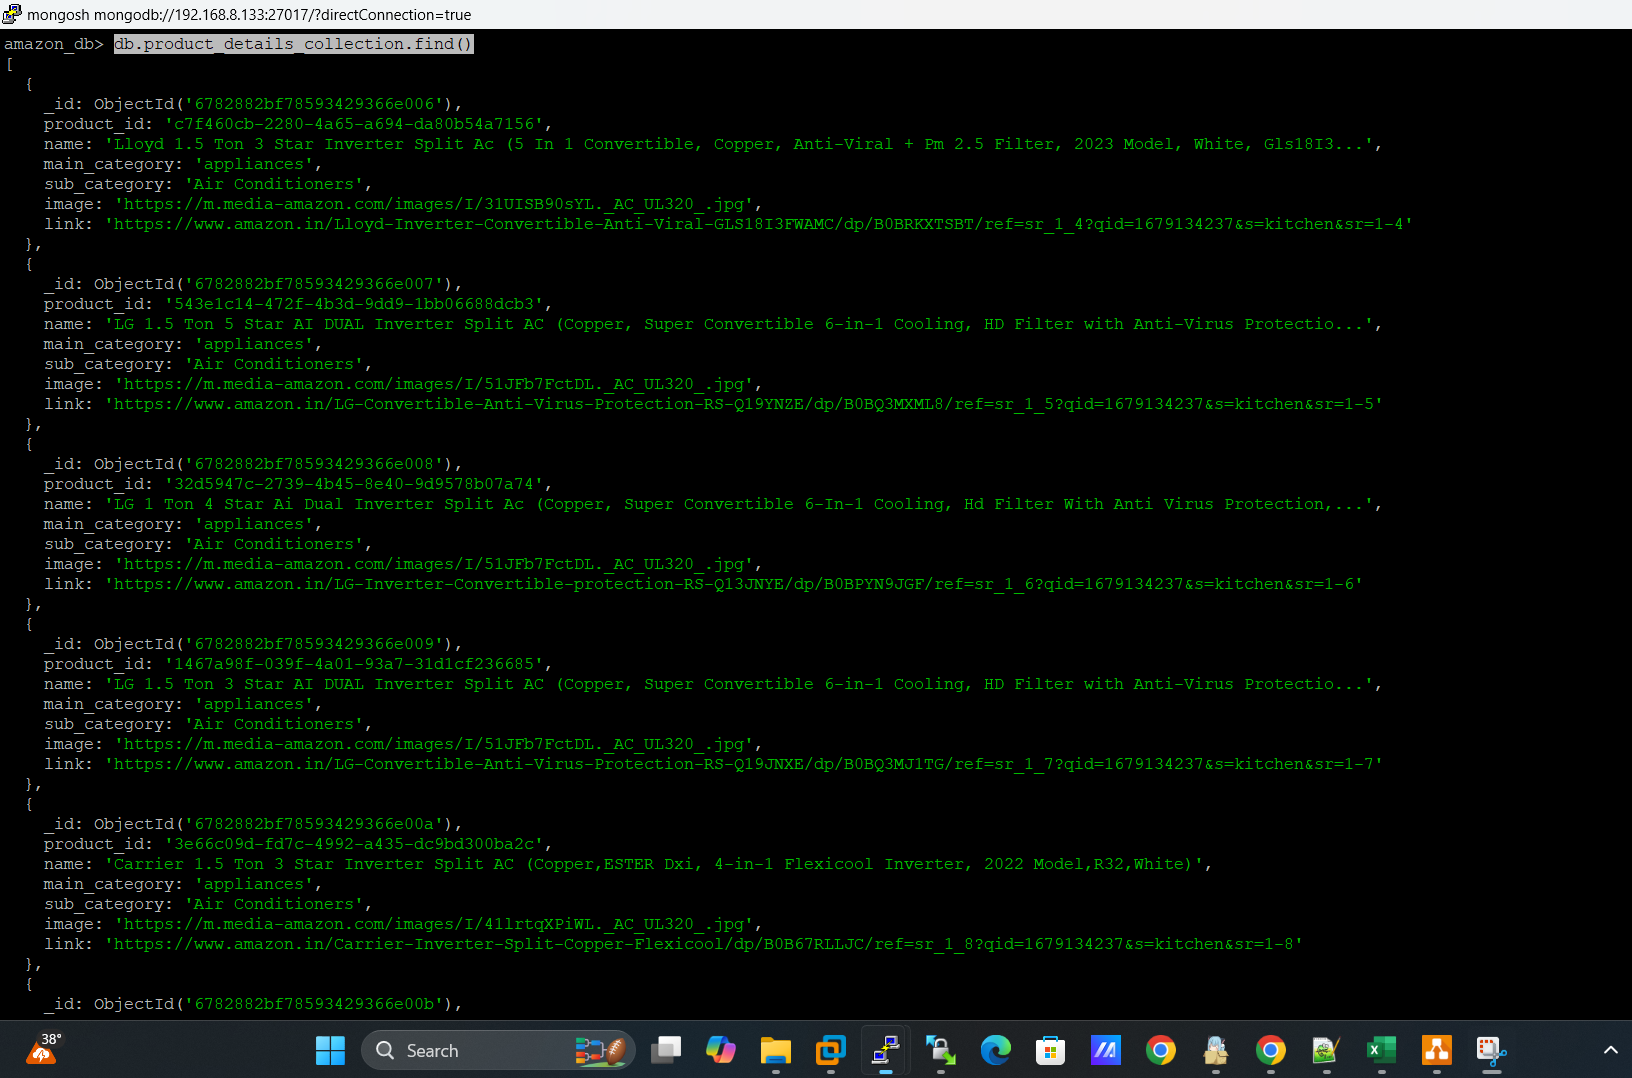 mongosh mongodb://192.168.8.133:27017/?directConnection=true
amazon_db> db.product_details_collection.find()
[
  {
    _id: ObjectId('6782882bf78593429366e006'),
    product_id: 'c7f460cb-2280-4a65-a694-da80b54a7156',
    name: 'Lloyd 1.5 Ton 3 Star Inverter Split Ac (5 In 1 Convertible, Copper, Anti-Viral + Pm 2.5 Filter, 2023 Model, White, Gls18I3...',
    main_category: 'appliances',
    sub_category: 'Air Conditioners',
    image: 'https://m.media-amazon.com/images/I/31UISB90sYL._AC_UL320_.jpg',
    link: 'https://www.amazon.in/Lloyd-Inverter-Convertible-Anti-Viral-GLS18I3FWAMC/dp/B0BRKXTSBT/ref=sr_1_4?qid=1679134237&s=kitchen&sr=1-4'
  },
  {
    _id: ObjectId('6782882bf78593429366e007'),
    product_id: '543e1c14-472f-4b3d-9dd9-1bb06688dcb3',
    name: 'LG 1.5 Ton 5 Star AI DUAL Inverter Split AC (Copper, Super Convertible 6-in-1 Cooling, HD Filter with Anti-Virus Protectio...',
    main_category: 'appliances',
    sub_category: 'Air Conditioners',
    image: 'https://m.media-amazon.com/images/I/51JFb7FctDL._AC_UL320_.jpg',
    link: 'https://www.amazon.in/LG-Convertible-Anti-Virus-Protection-RS-Q19YNZE/dp/B0BQ3MXML8/ref=sr_1_5?qid=1679134237&s=kitchen&sr=1-5'
  },
  {
    _id: ObjectId('6782882bf78593429366e008'),
    product_id: '32d5947c-2739-4b45-8e40-9d9578b07a74',
    name: 'LG 1 Ton 4 Star Ai Dual Inverter Split Ac (Copper, Super Convertible 6-In-1 Cooling, Hd Filter With Anti Virus Protection,...',
    main_category: 'appliances',
    sub_category: 'Air Conditioners',
    image: 'https://m.media-amazon.com/images/I/51JFb7FctDL._AC_UL320_.jpg',
    link: 'https://www.amazon.in/LG-Inverter-Convertible-protection-RS-Q13JNYE/dp/B0BPYN9JGF/ref=sr_1_6?qid=1679134237&s=kitchen&sr=1-6'
  },
  {
    _id: ObjectId('6782882bf78593429366e009'),
    product_id: '1467a98f-039f-4a01-93a7-31d1cf236685',
    name: 'LG 1.5 Ton 3 Star AI DUAL Inverter Split AC (Copper, Super Convertible 6-in-1 Cooling, HD Filter with Anti-Virus Protectio...',
    main_category: 'appliances',
    sub_category: 'Air Conditioners',
    image: 'https://m.media-amazon.com/images/I/51JFb7FctDL._AC_UL320_.jpg',
    link: 'https://www.amazon.in/LG-Convertible-Anti-Virus-Protection-RS-Q19JNXE/dp/B0BQ3MJ1TG/ref=sr_1_7?qid=1679134237&s=kitchen&sr=1-7'
  },
  {
    _id: ObjectId('6782882bf78593429366e00a'),
    product_id: '3e66c09d-fd7c-4992-a435-dc9bd300ba2c',
    name: 'Carrier 1.5 Ton 3 Star Inverter Split AC (Copper,ESTER Dxi, 4-in-1 Flexicool Inverter, 2022 Model,R32,White)',
    main_category: 'appliances',
    sub_category: 'Air Conditioners',
    image: 'https://m.media-amazon.com/images/I/41lrtqXPiWL._AC_UL320_.jpg',
    link: 'https://www.amazon.in/Carrier-Inverter-Split-Copper-Flexicool/dp/B0B67RLLJC/ref=sr_1_8?qid=1679134237&s=kitchen&sr=1-8'
  },
  {
    _id: ObjectId('6782882bf78593429366e00b'),
38°
Search